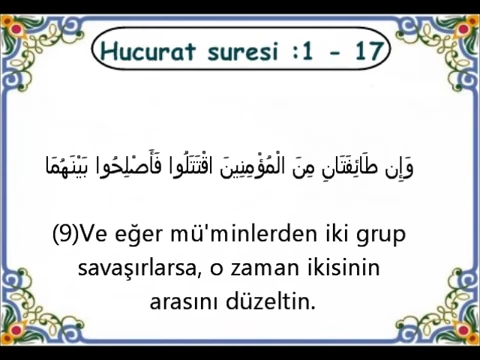 Hucurat suresi :1 - 17
وَإِن طَائِفَتَانِ مِنَ الْمُؤْمِنِينَ اقْتَتَلُوا فَأَصْلِحُوا بَيْنَهُمَا
(9)Ve eğer mü'minlerden iki grup
savaşırlarsa, o zaman ikisinin
arasını düzeltin.